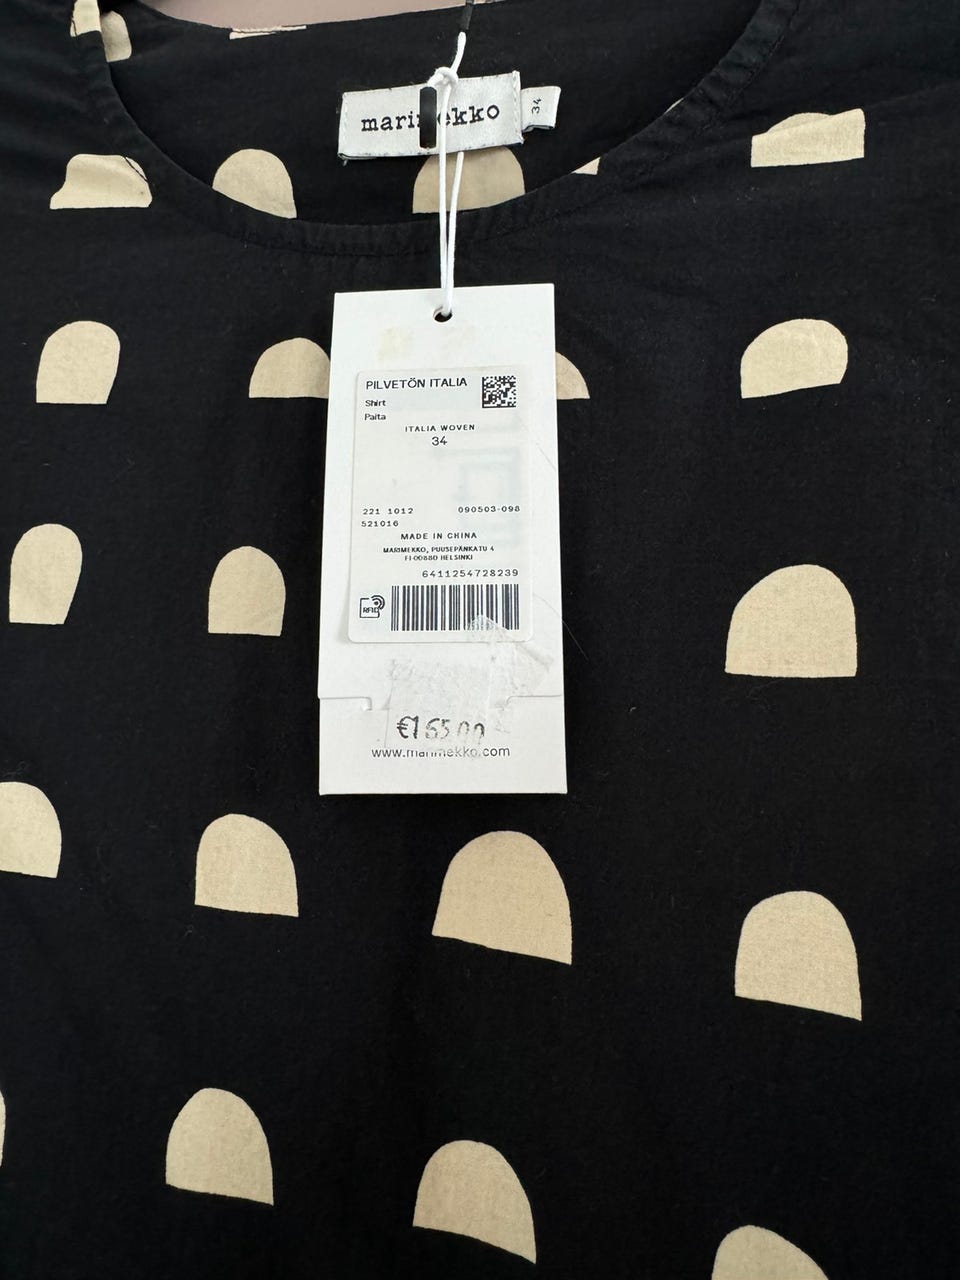 marimekko
34
PILVETÖN ITALIA
Shirt
Paita
ITALIA WOVEN
34
221 1012 090503-098
521016
MADE IN CHINA
MARIMEKKO, PUUSEPÄNKATU 4
FI-00880 HELSINKI
6411254728239
RFID
€165,00
www.marimekko.com